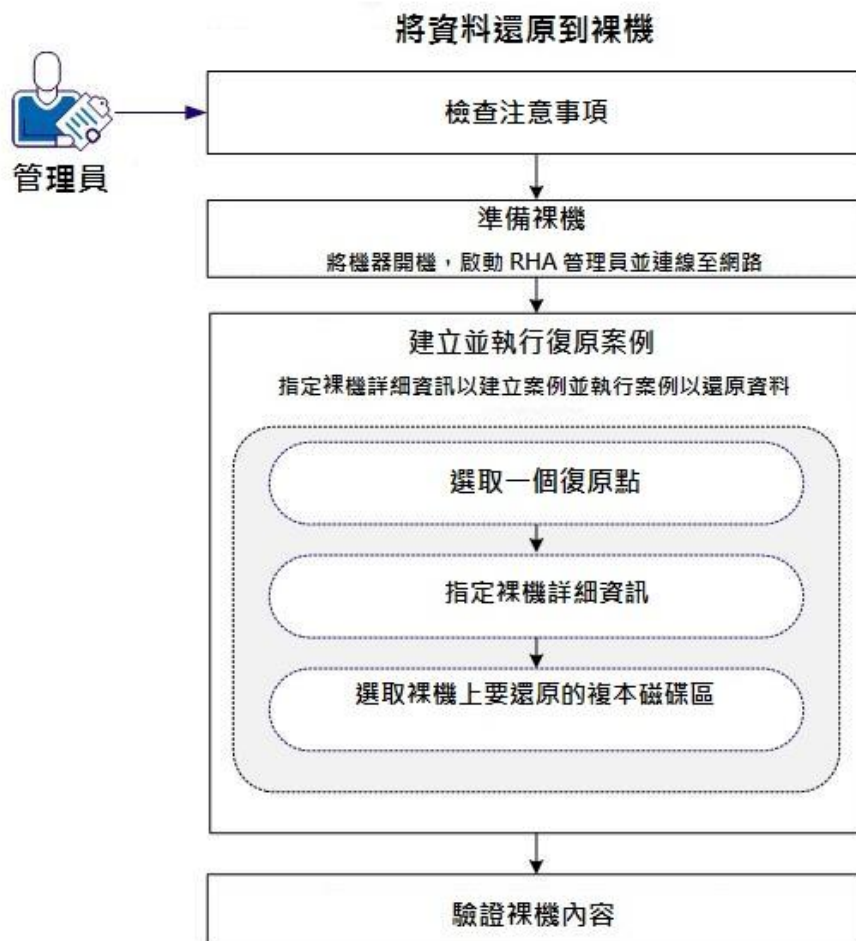 將資料還原到裸機
檢查注意事項
管理員
準備裸機
將機器開機，啟動 RHA 管理員並連線至網路
建立並執行復原案例
指定裸機詳細資訊以建立案例並執行案例以還原資料
選取一個復原點
指定裸機詳細資訊
選取裸機上要還原的複本磁碟區
驗證裸機內容